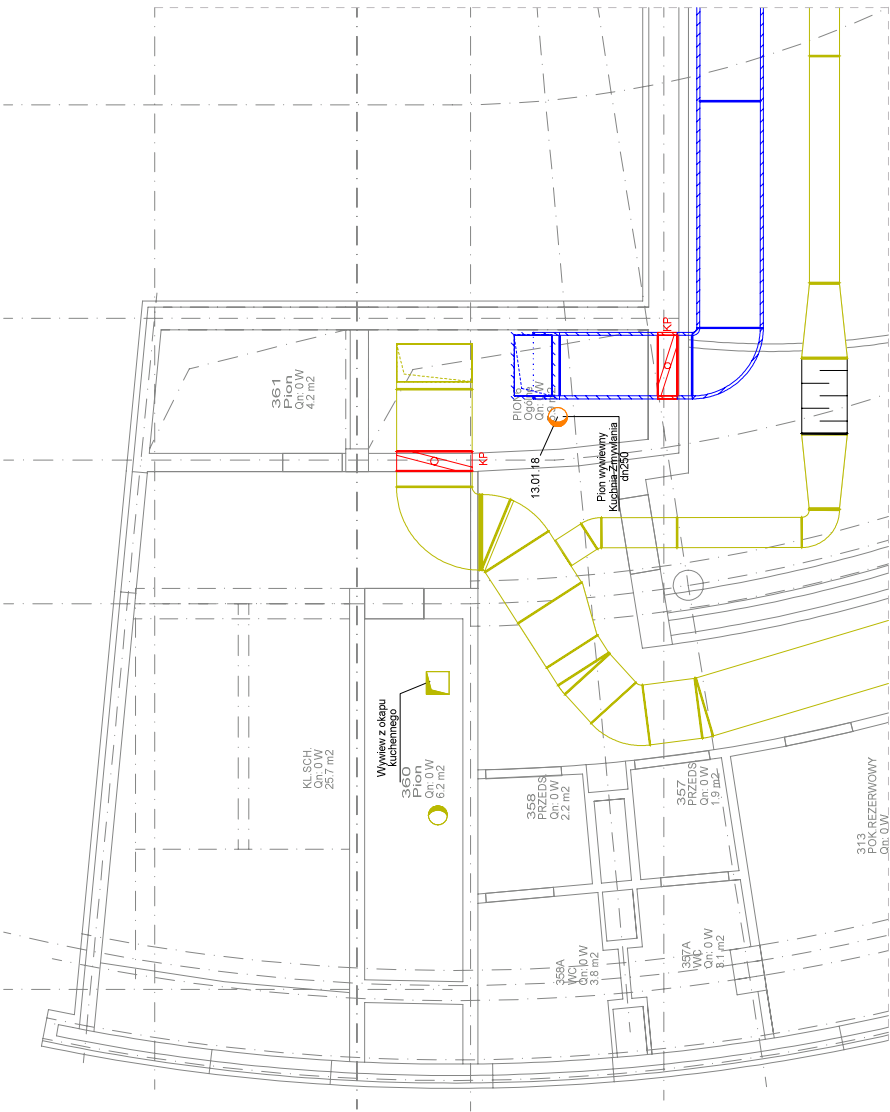 361
Pion
Qn: 0 W
4.2 m2
KP
KP
Qn:
13.01.18
Pion wywiewny
Kuchnia Zmywlania
dn250
Wywiew z okapu
kuchennego
KL.SCH.
Qn: 0 W
25.7 m2
360
Pion
Qn: 0 W
6.2 m2
358
PRZEDS
Qn: 0 W
2.2 m2
357
PRZEDS
Qn: 0 W
1.9 m2
313
POK.REZERWOWY
Qn: 0 W
358A
WC
Qn: 0 W
3.8 m2
357A
WC
Qn: 0 W
3.1 m2